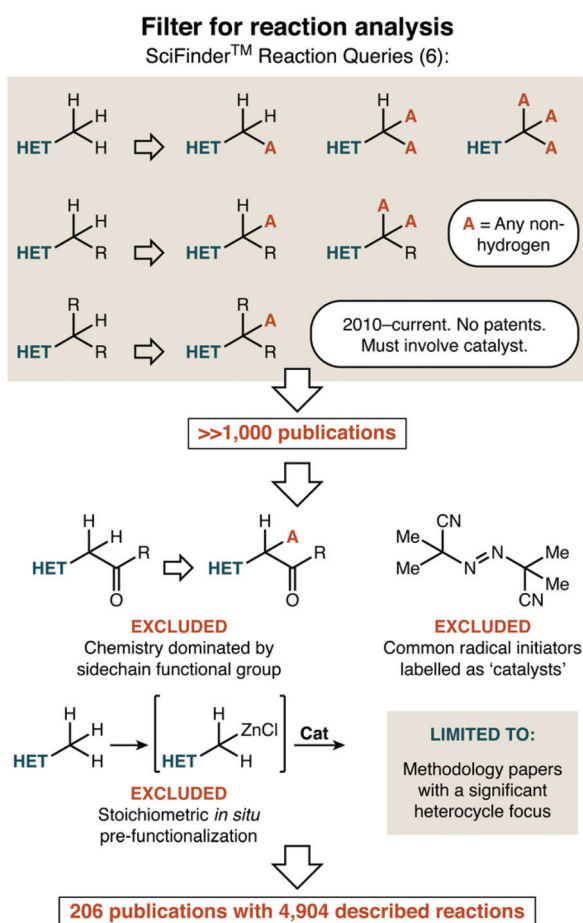 Filter for reaction analysis
SciFinder™ Reaction Queries (6):
H H H A
H H A A
HET H HET A HET A HET A
H H A
H A A A = Any non-
HET R HET R HET R hydrogen
R R
H A 2010–current. No patents.
HET R HET R Must involve catalyst.
>>1,000 publications
H H CN
H A Me Me
HET R HET R Me N=N Me
O O CN
EXCLUDED EXCLUDED
Chemistry dominated by Common radical initiators
sidechain functional group labelled as ‘catalysts’
H H
H ZnCl Cat
HET H HET H
LIMITED TO:
EXCLUDED Methodology papers
Stoichiometric in situ with a significant
pre-functionalization heterocycle focus
206 publications with 4,904 described reactions